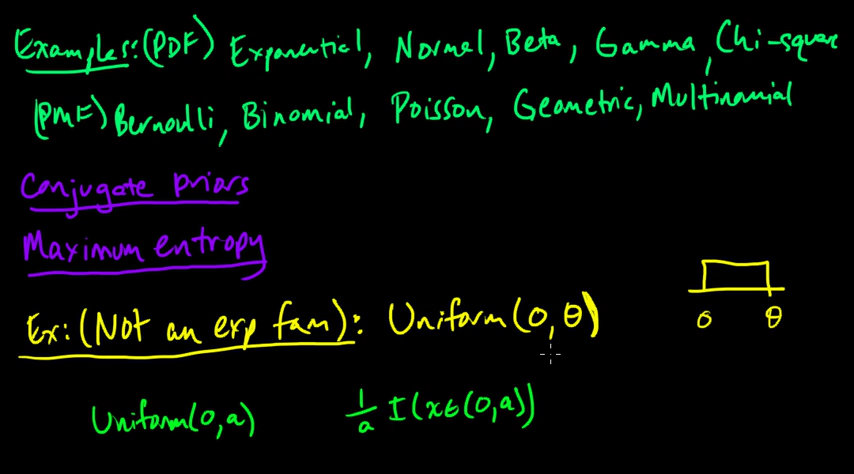 Examples: (PDF) Exponential, Normal, Beta, Gamma, Chi-square
(PMF) Bernoulli, Binomial, Poisson, Geometric, Multinomial
Conjugate priors
Maximum entropy
Ex: (Not an exp fam): Uniform(0, θ)
0 θ
Uniform(0, a) 1/a I(x∈(0,a))